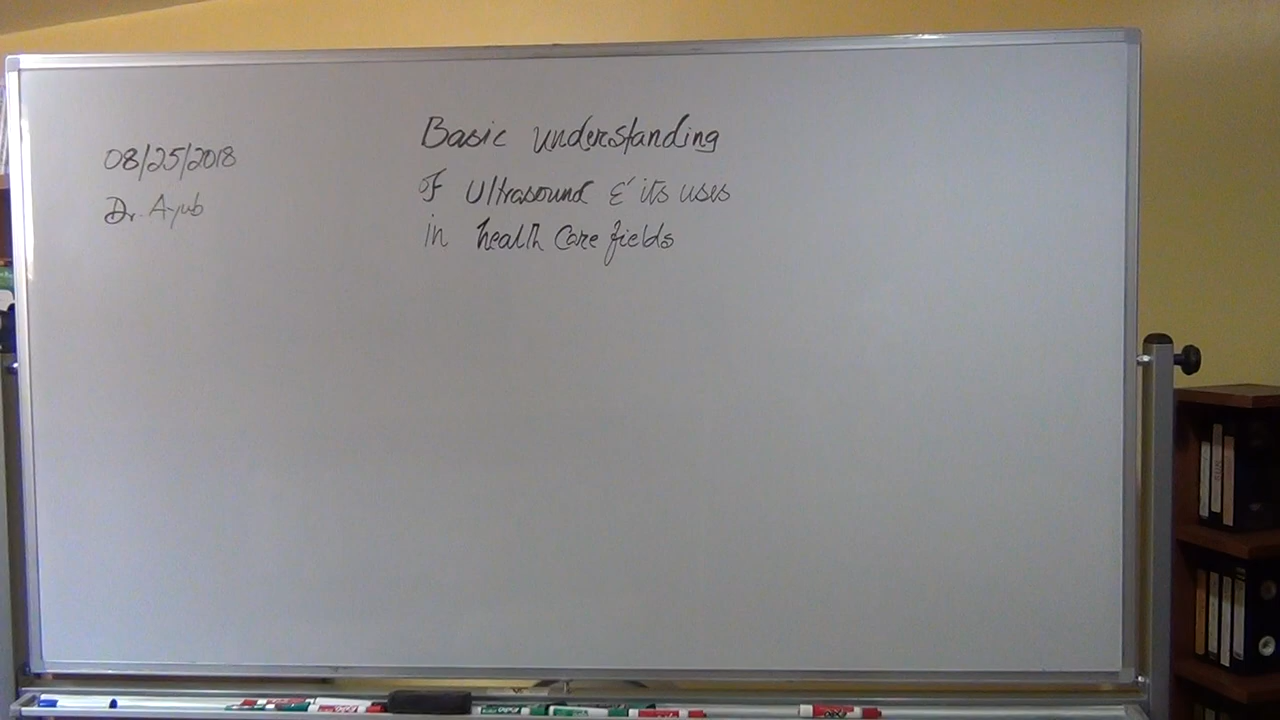 08/25/2018
Dr. Ayub
Basic understanding
of Ultrasound & its uses
in health Care fields